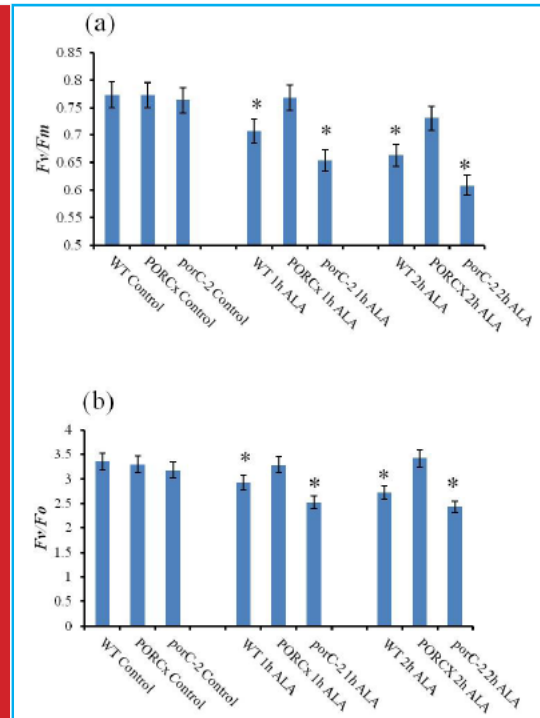 (a)
Fv/Fm
0.85
0.8
0.75
0.7
0.65
0.6
0.55
0.5
* * * *
WT Control
PORCx Control
porC-2 Control
WT 1h ALA
PORCx 1h ALA
porC-2 1h ALA
WT 2h ALA
PORCX 2h ALA
porC-2 2h ALA
(b)
Fv/Fo
4
3.5
3
2.5
2
1.5
1
0.5
0
* * * *
WT Control
PORCx Control
porC-2 Control
WT 1h ALA
PORCx 1h ALA
porC-2 1h ALA
WT 2h ALA
PORCX 2h ALA
porC-2 2h ALA